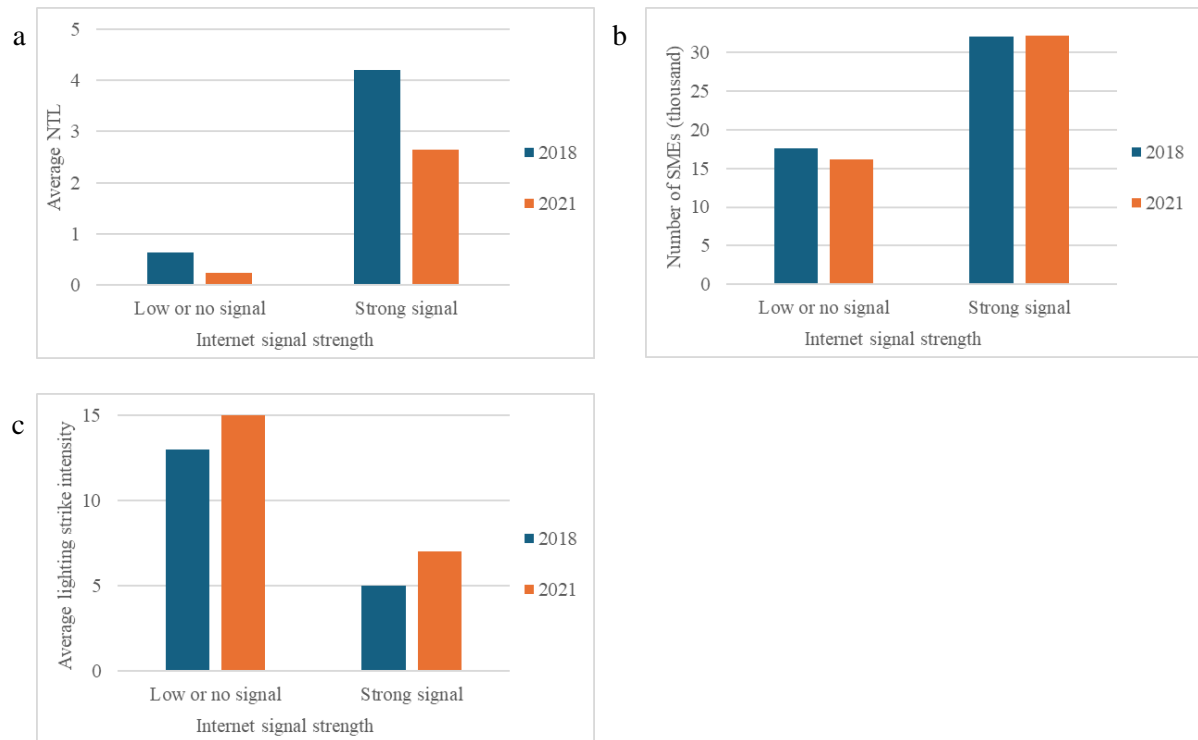 a
5
4
3
2
1
0
Average NTL
Low or no signal
Strong signal
Internet signal strength
2018
2021
b
30
25
20
15
10
5
0
Number of SMEs (thousand)
Low or no signal
Strong signal
Internet signal strength
2018
2021
c
15
10
5
0
Average lighting strike intensity
Low or no signal
Strong signal
Internet signal strength
2018
2021